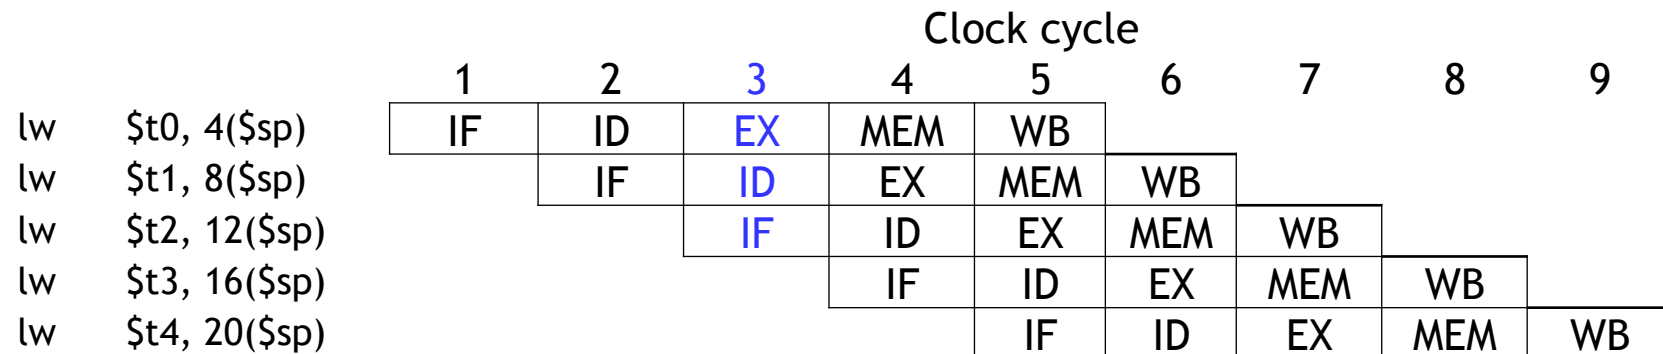 Clock cycle
1 2 3 4 5 6 7 8 9
lw $t0, 4($sp) IF ID EX MEM WB
lw $t1, 8($sp) IF ID EX MEM WB
lw $t2, 12($sp) IF ID EX MEM WB
lw $t3, 16($sp) IF ID EX MEM WB
lw $t4, 20($sp) IF ID EX MEM WB